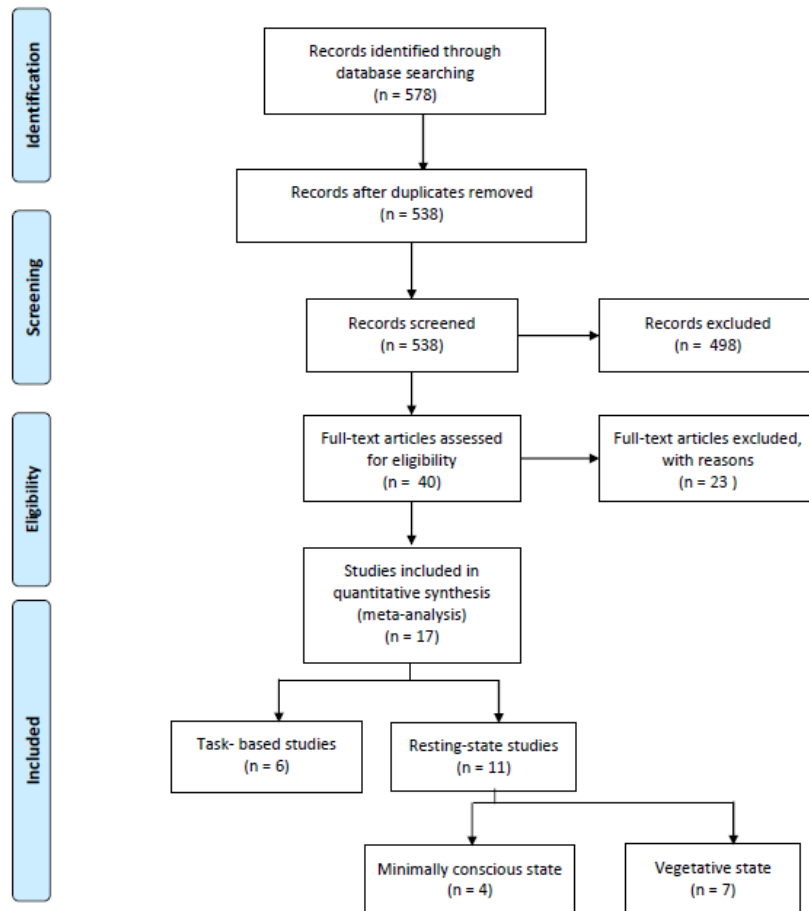 Identification
Records identified through
database searching
(n = 578)
Records after duplicates removed
(n = 538)
Screening
Records screened
(n = 538)
Records excluded
(n =  498)
Eligibility
Full-text articles assessed
for eligibility
(n =  40)
Full-text articles excluded,
with reasons
(n = 23 )
Studies included in
quantitative synthesis
(meta-analysis)
(n = 17)
Included
Task- based studies
(n = 6)
Resting-state studies
(n = 11)
Minimally conscious state
(n = 4)
Vegetative state
(n = 7)